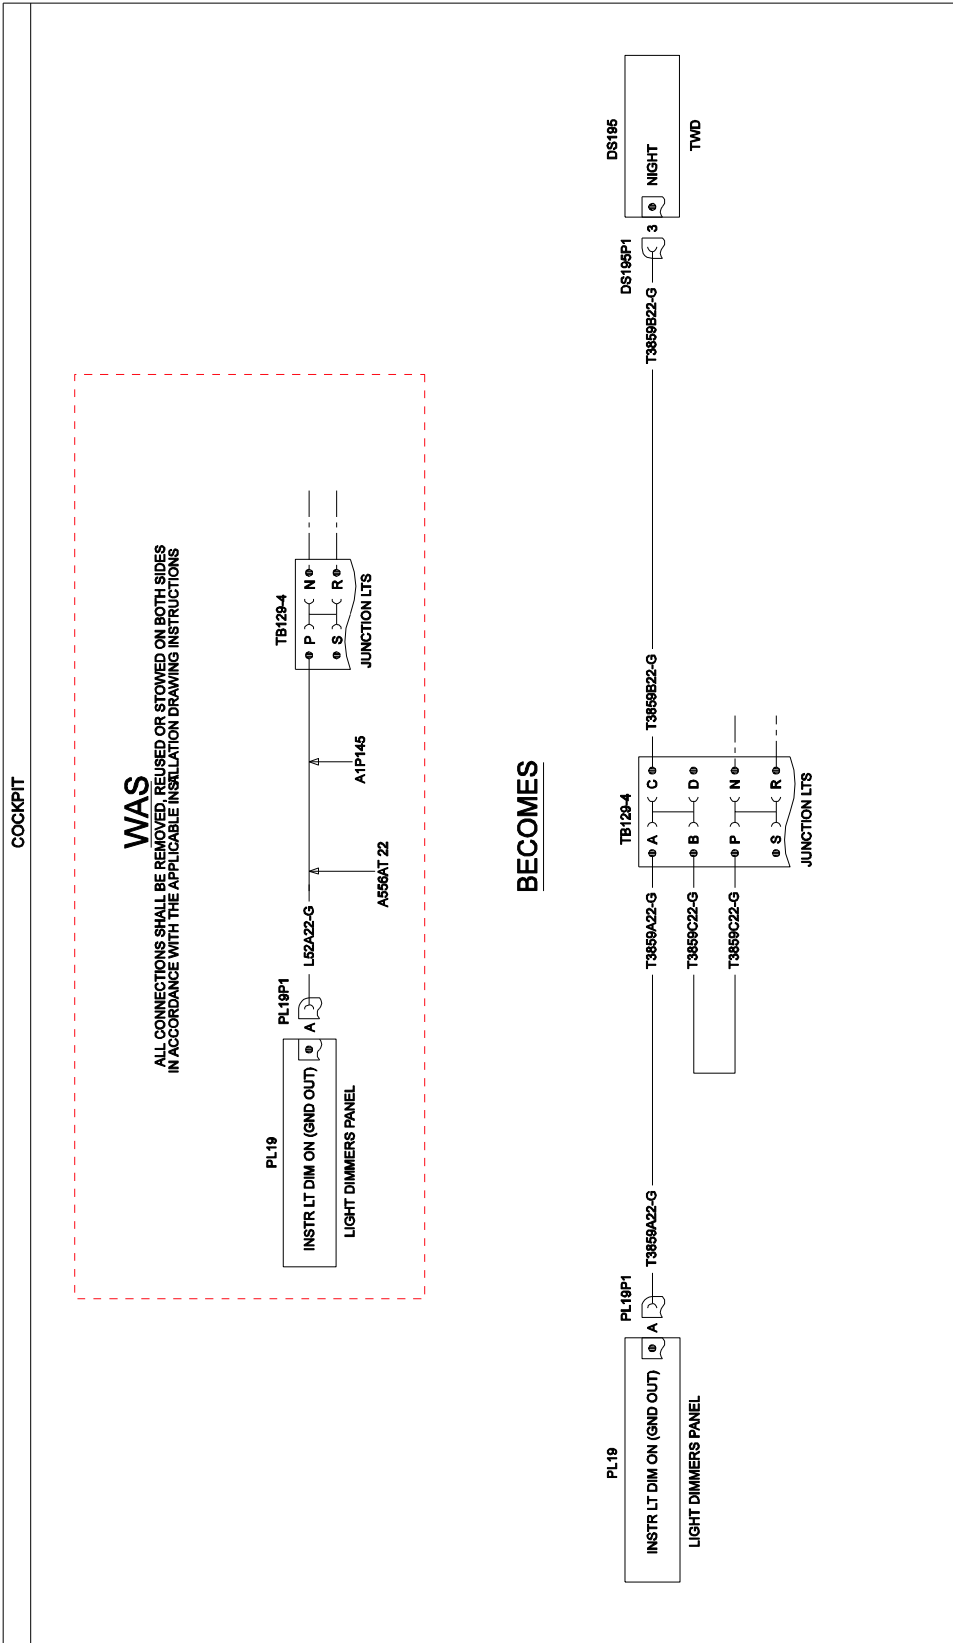 COCKPIT
WAS
ALL CONNECTIONS SHALL BE REMOVED, REUSED OR STOWED ON BOTH SIDES
IN ACCORDANCE WITH THE APPLICABLE INSTALLATION DRAWING INSTRUCTIONS
PL19
INSTR LT DIM ON (GND OUT)
LIGHT DIMMERS PANEL
PL19P1
A
L52A22-G
A556AT 22
A1P145
TB129-4
P N
S R
JUNCTION LTS
BECOMES
PL19
INSTR LT DIM ON (GND OUT)
LIGHT DIMMERS PANEL
PL19P1
A
T3859A22-G
T3859A22-G
T3859C22-G
T3859C22-G
TB129-4
A C
B D
P N
S R
JUNCTION LTS
T3859B22-G
T3859B22-G
DS195P1
3
DS195
NIGHT
TWD